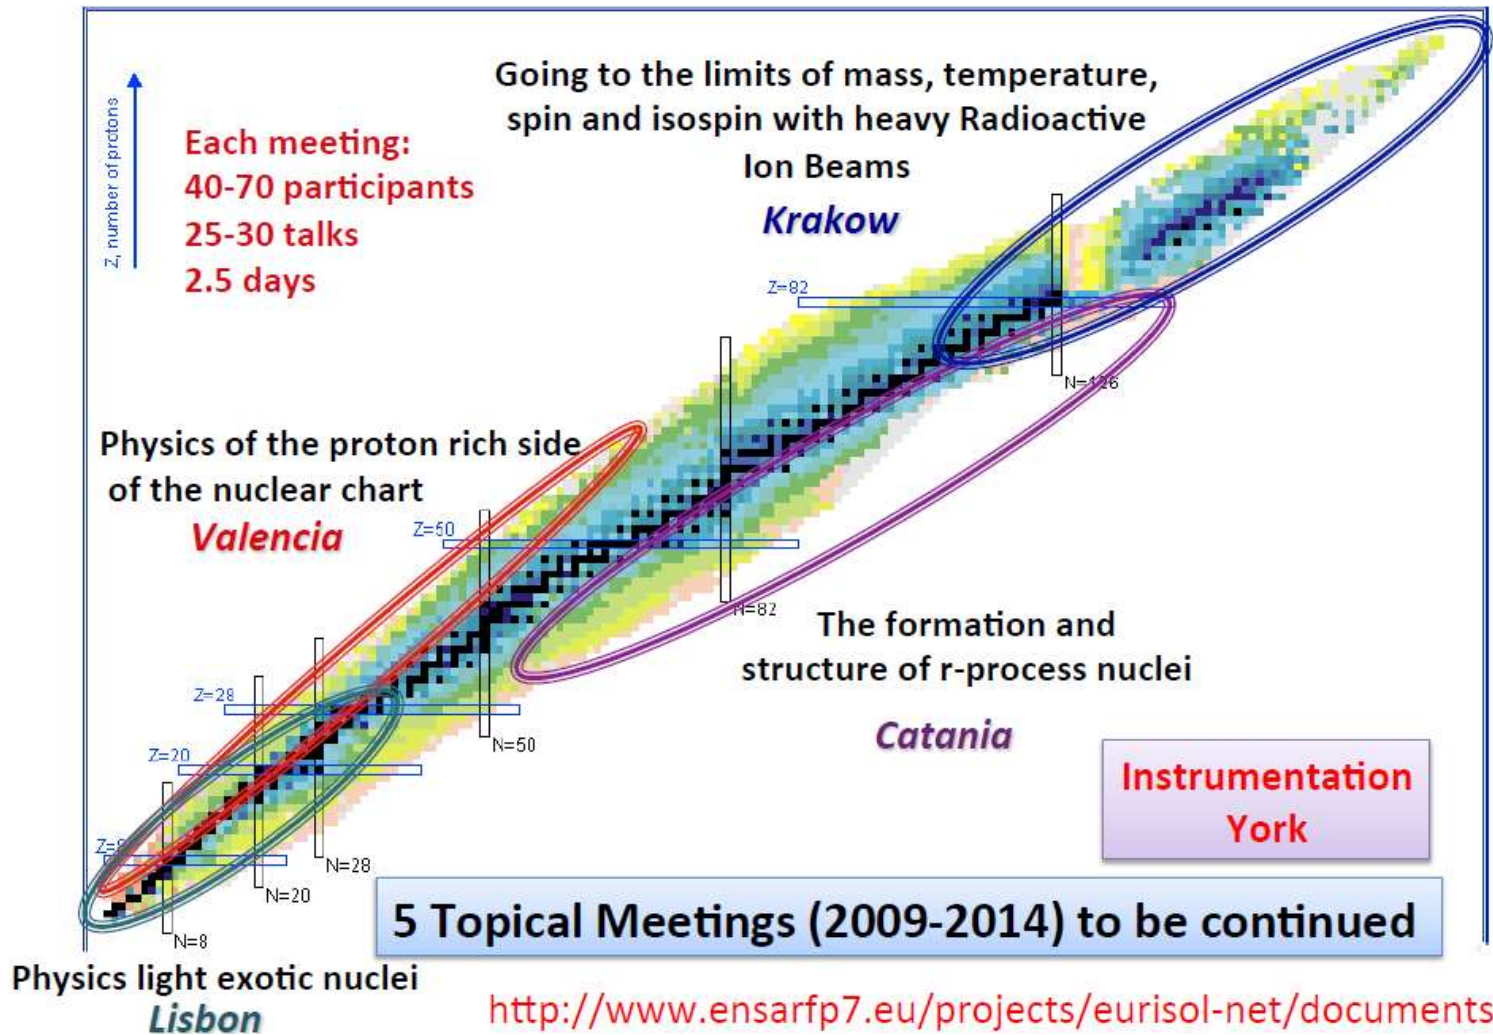 Going to the limits of mass, temperature,
spin and isospin with heavy Radioactive
Ion Beams
Krakow
Z, number of protons
Each meeting:
40-70 participants
25-30 talks
2.5 days
Z=82
N=126
Physics of the proton rich side
of the nuclear chart
Valencia
Z=50
N=82
The formation and
structure of r-process nuclei
Catania
Z=28
N=50
Z=20
Instrumentation
York
Z=8
N=28
N=20
5 Topical Meetings (2009-2014) to be continued
N=8
Physics light exotic nuclei
Lisbon
http://www.ensarfp7.eu/projects/eurisol-net/documents